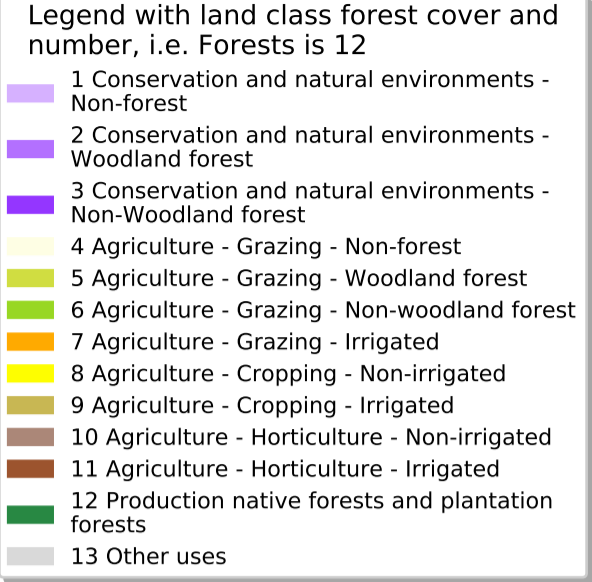 Legend with land class forest cover and
number, i.e. Forests is 12
1 Conservation and natural environments -
Non-forest
2 Conservation and natural environments -
Woodland forest
3 Conservation and natural environments -
Non-Woodland forest
4 Agriculture - Grazing - Non-forest
5 Agriculture - Grazing - Woodland forest
6 Agriculture - Grazing - Non-woodland forest
7 Agriculture - Grazing - Irrigated
8 Agriculture - Cropping - Non-irrigated
9 Agriculture - Cropping - Irrigated
10 Agriculture - Horticulture - Non-irrigated
11 Agriculture - Horticulture - Irrigated
12 Production native forests and plantation
forests
13 Other uses